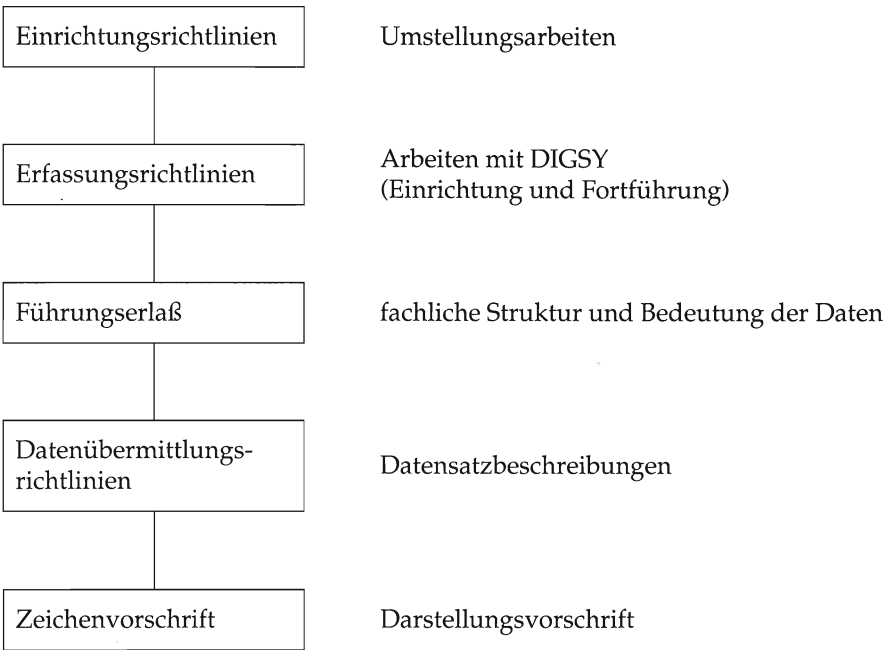 Einrichtungsrichtlinien Umstellungsarbeiten
Erfassungsrichtlinien Arbeiten mit DIGSY
(Einrichtung und Fortführung)
Führungserlaß fachliche Struktur und Bedeutung der Daten
Datenübermittlungs-
richtlinien Datensatzbeschreibungen
Zeichenvorschrift Darstellungsvorschrift